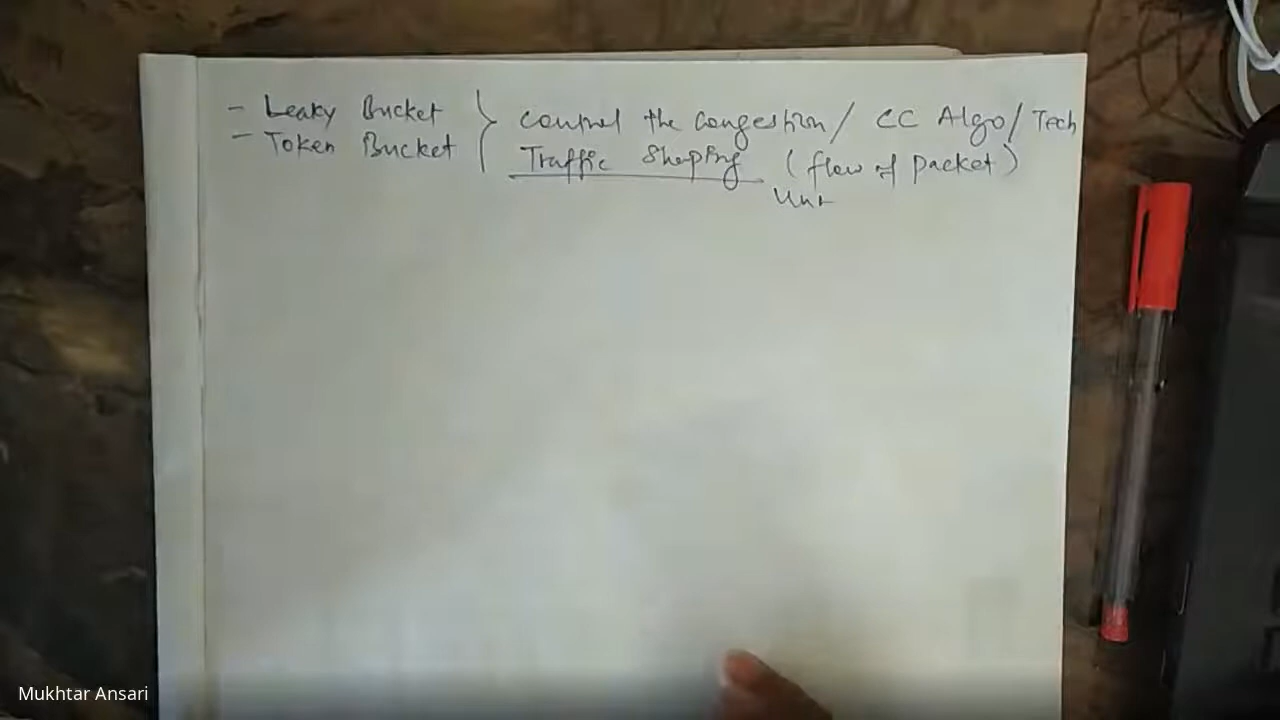 - Leaky Bucket
- Token Bucket
control the congestion / CC Algo / Tech
Traffic Shaping (flow of packet)
Mukhtar Ansari